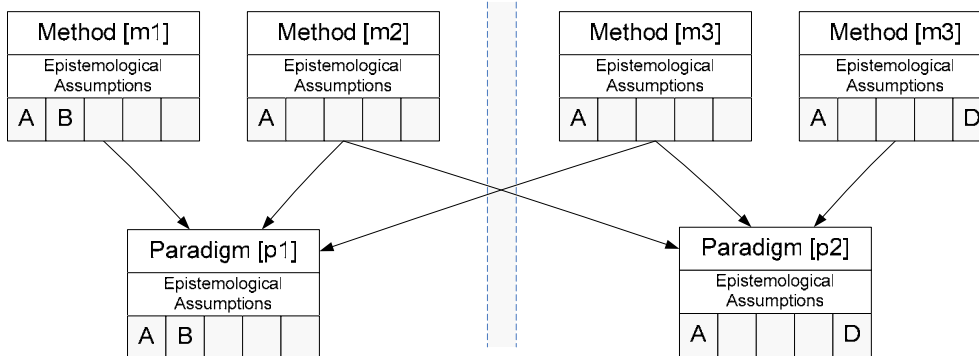 Method [m1]
Epistemological
Assumptions
A B
Method [m2]
Epistemological
Assumptions
A
Method [m3]
Epistemological
Assumptions
A
Method [m3]
Epistemological
Assumptions
A D
Paradigm [p1]
Epistemological
Assumptions
A B
Paradigm [p2]
Epistemological
Assumptions
A D